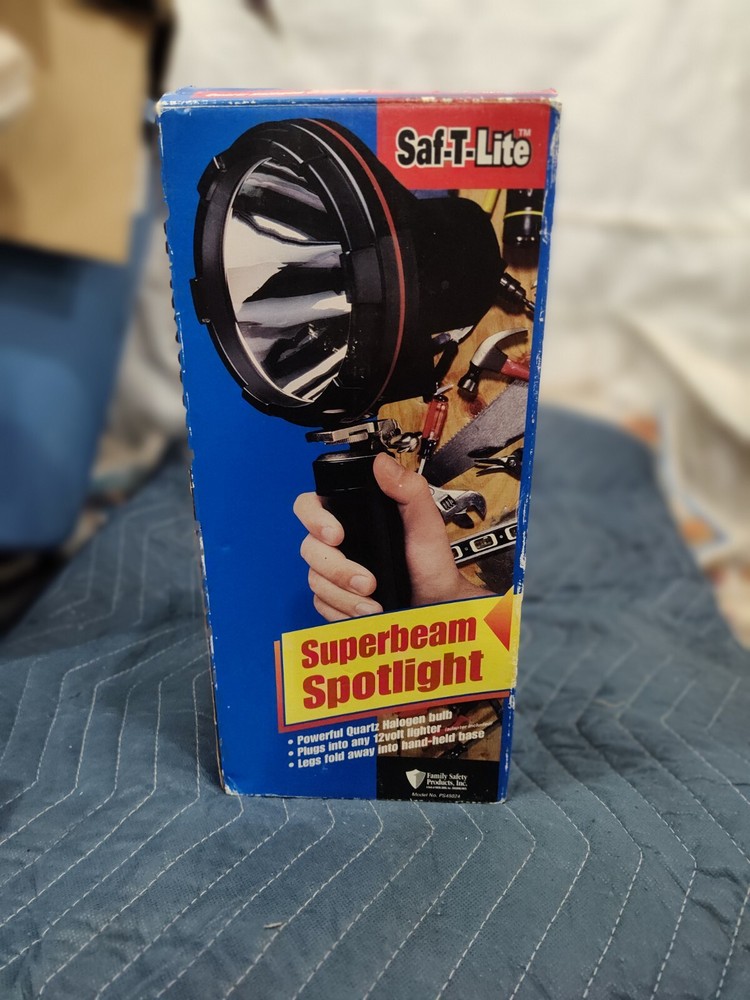 Saf-T-Lite™
Superbeam
Spotlight
• Powerful Quartz Halogen bulb
• Plugs into any 12volt lighter
• Legs fold away into hand-held base
Family Safety
Products, Inc.